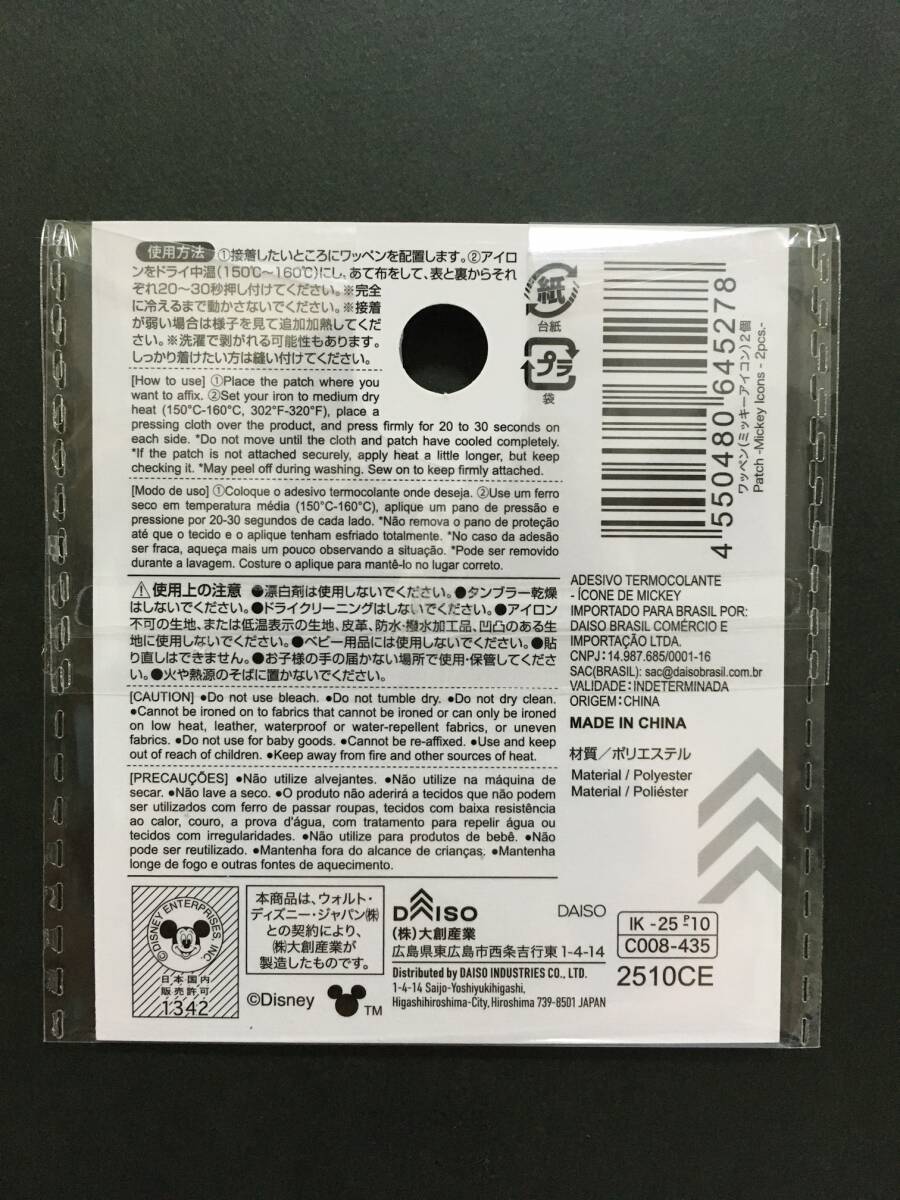 使用方法 ①接着したいところにワッペンを配置します。②アイロ
ンをドライ中温(150℃～160℃)にし、あて布をして、表と裏からそれ
ぞれ20～30秒押し付けてください。※完全
に冷えるまで動かさないでください。※接着
が弱い場合は様子を見て追加加熱してくだ
さい。※洗濯で剥がれる可能性もあります。
しっかり着けたい方は縫い付けてください。
[How to use] ①Place the patch where you
want to affix. ②Set your iron to medium dry
heat (150°C-160°C, 302°F-320°F), place a
pressing cloth over the product, and press firmly for 20 to 30 seconds on
each side. *Do not move until the cloth and patch have cooled completely.
*If the patch is not attached securely, apply heat a little longer, but keep
checking it. *May peel off during washing. Sew on to keep firmly attached.
[Modo de uso] ①Coloque o adesivo termocolante onde deseja. ②Use um ferro
seco em temperatura média (150°C-160°C), aplique um pano de pressão e
pressione por 20-30 segundos de cada lado. *Não remova o pano de proteção
até que o tecido e o aplique tenham esfriado totalmente. *No caso da adesão
ser fraca, aqueça mais um pouco observando a situação. *Pode ser removido
durante a lavagem. Costure o aplique para mantê-lo no lugar correto.
⚠使用上の注意 ●漂白剤は使用しないでください。●タンブラー乾燥
はしないでください。●ドライクリーニングはしないでください。●アイロン
不可の生地、または低温表示の生地、皮革、防水・撥水加工品、凹凸のある生
地に使用しないでください。●ベビー用品には使用しないでください。●貼
り直しはできません。●お子様の手の届かない場所で使用・保管してくださ
い。●火や熱源のそばに置かないでください。
[CAUTION] ●Do not use bleach. ●Do not tumble dry. ●Do not dry clean.
●Cannot be ironed on to fabrics that cannot be ironed or can only be ironed
on low heat, leather, waterproof or water-repellent fabrics, or uneven
fabrics. ●Do not use for baby goods. ●Cannot be re-affixed. ●Use and keep
out of reach of children. ●Keep away from fire and other sources of heat.
[PRECAUÇÕES] ●Não utilize alvejantes. ●Não utilize na máquina de
secar. ●Não lave a seco. ●O produto não aderirá a tecidos que não podem
ser utilizados com ferro de passar roupas, tecidos com baixa resistência
ao calor, couro, a prova d'água, com tratamento para repelir água ou
tecidos com irregularidades. ●Não utilize para produtos de bebê. ●Não
pode ser reutilizado. ●Mantenha fora do alcance de crianças. ●Mantenha
longe de fogo e outras fontes de aquecimento.
紙
台紙
プラ
袋
4 550480 645278
ワッペン(ミッキーアイコン)2個
Patch -Mickey Icons - 2pcs.-
ADESIVO TERMOCOLANTE
- ÍCONE DE MICKEY
IMPORTADO PARA BRASIL POR:
DAISO BRASIL COMÉRCIO E
IMPORTAÇÃO LTDA.
CNPJ: 14.987.685/0001-16
SAC(BRASIL): sac@daisobrasil.com.br
VALIDADE: INDETERMINADA
ORIGEM: CHINA
MADE IN CHINA
材質／ポリエステル
Material / Polyester
Material / Poliéster
©DISNEY ENTERPRISES, INC.
日本国内
販売許可
1342
本商品は、ウォルト・
ディズニー・ジャパン㈱
との契約により、
㈱大創産業が
製造したものです。
©Disney
TM
DAISO
(株)大創産業
広島県東広島市西条吉行東1-4-14
Distributed by DAISO INDUSTRIES CO., LTD.
1-4-14 Saijo-Yoshiyukihigashi,
Higashihiroshima-City, Hiroshima 739-8501 JAPAN
DAISO
IK -25 P-10
C008-435
2510CE